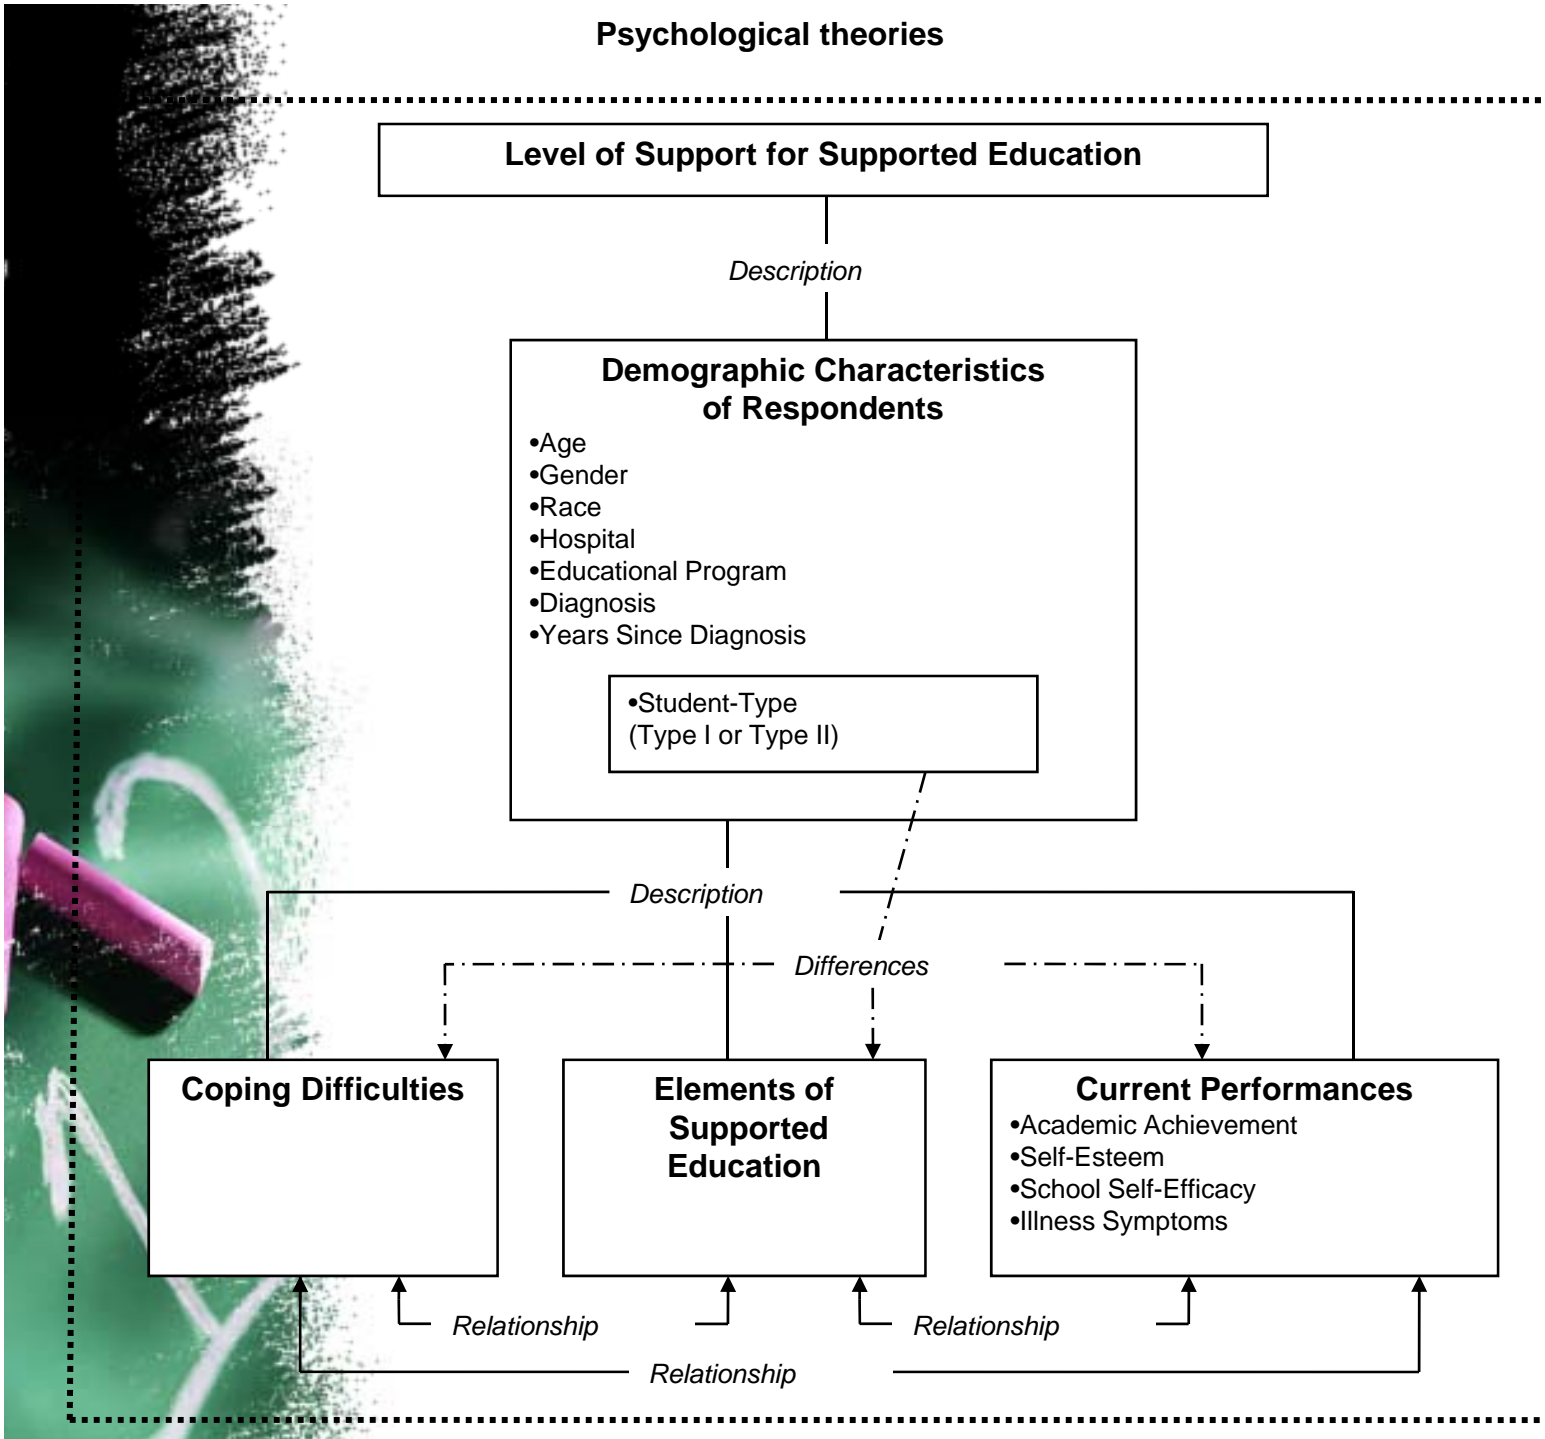 Psychological theories
Level of Support for Supported Education
Description
Demographic Characteristics
of Respondents
•Age
•Gender
•Race
•Hospital
•Educational Program
•Diagnosis
•Years Since Diagnosis
•Student-Type
(Type I or Type II)
Description
Differences
Coping Difficulties
Elements of
Supported
Education
Current Performances
•Academic Achievement
•Self-Esteem
•School Self-Efficacy
•Illness Symptoms
Relationship
Relationship
Relationship